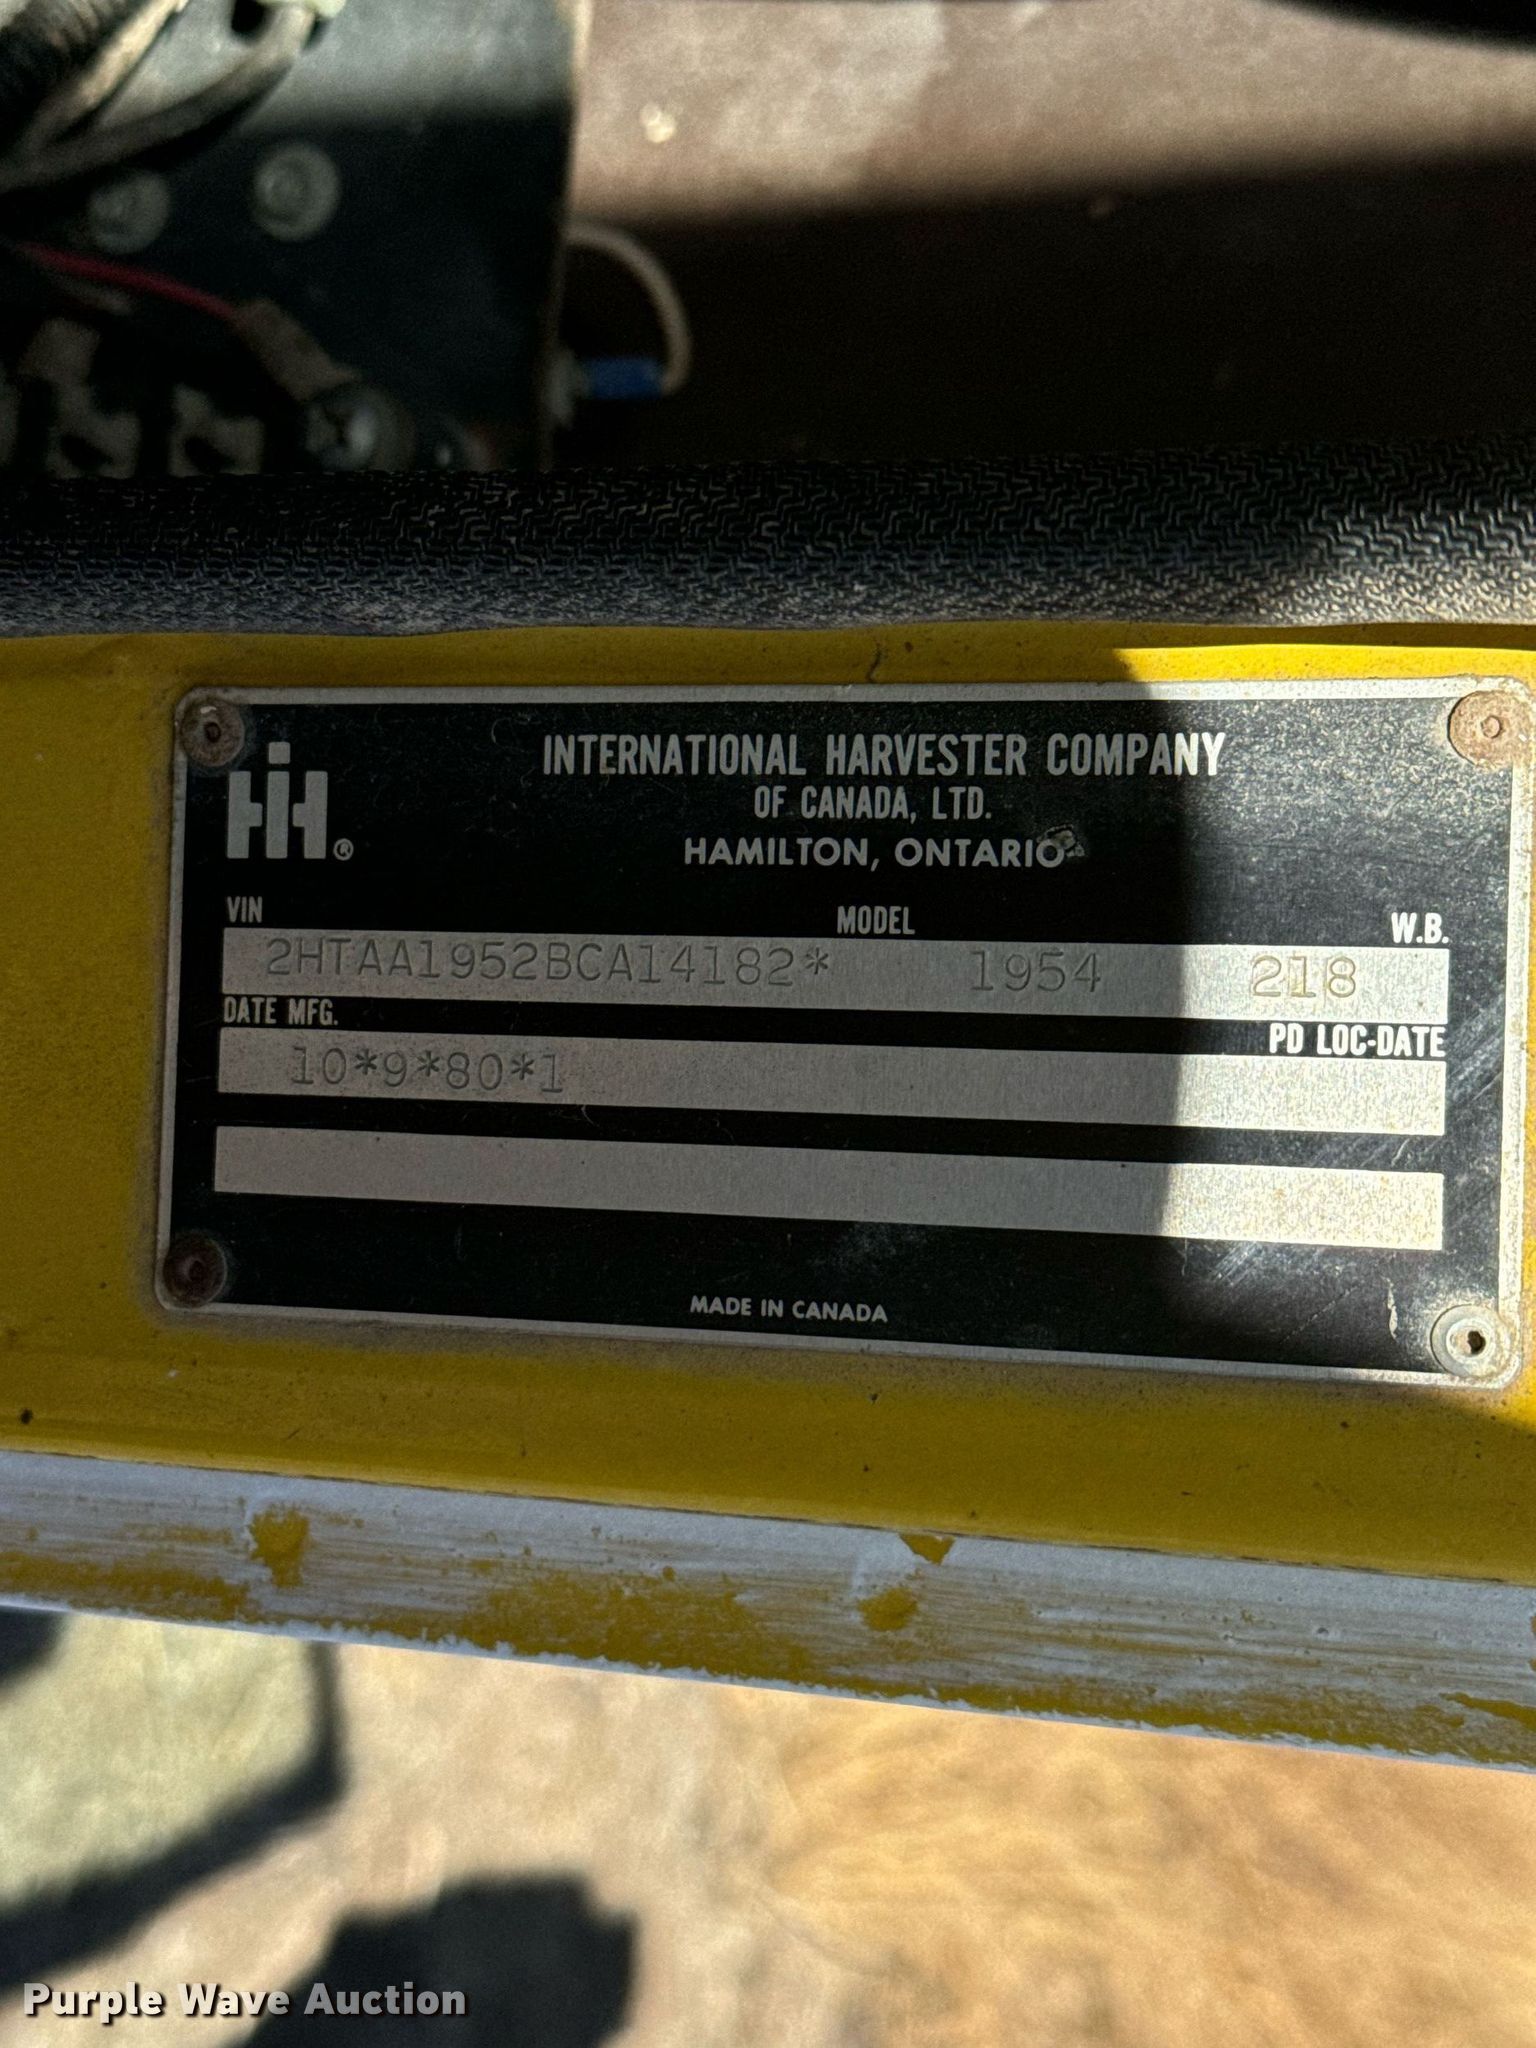 INTERNATIONAL HARVESTER COMPANY
OF CANADA, LTD.
HAMILTON, ONTARIO
IH®
VIN MODEL W.B.
2HTAA1952BCA14182* 1954 218
DATE MFG. PD LOC-DATE
10*9*80*1
MADE IN CANADA
Purple Wave Auction